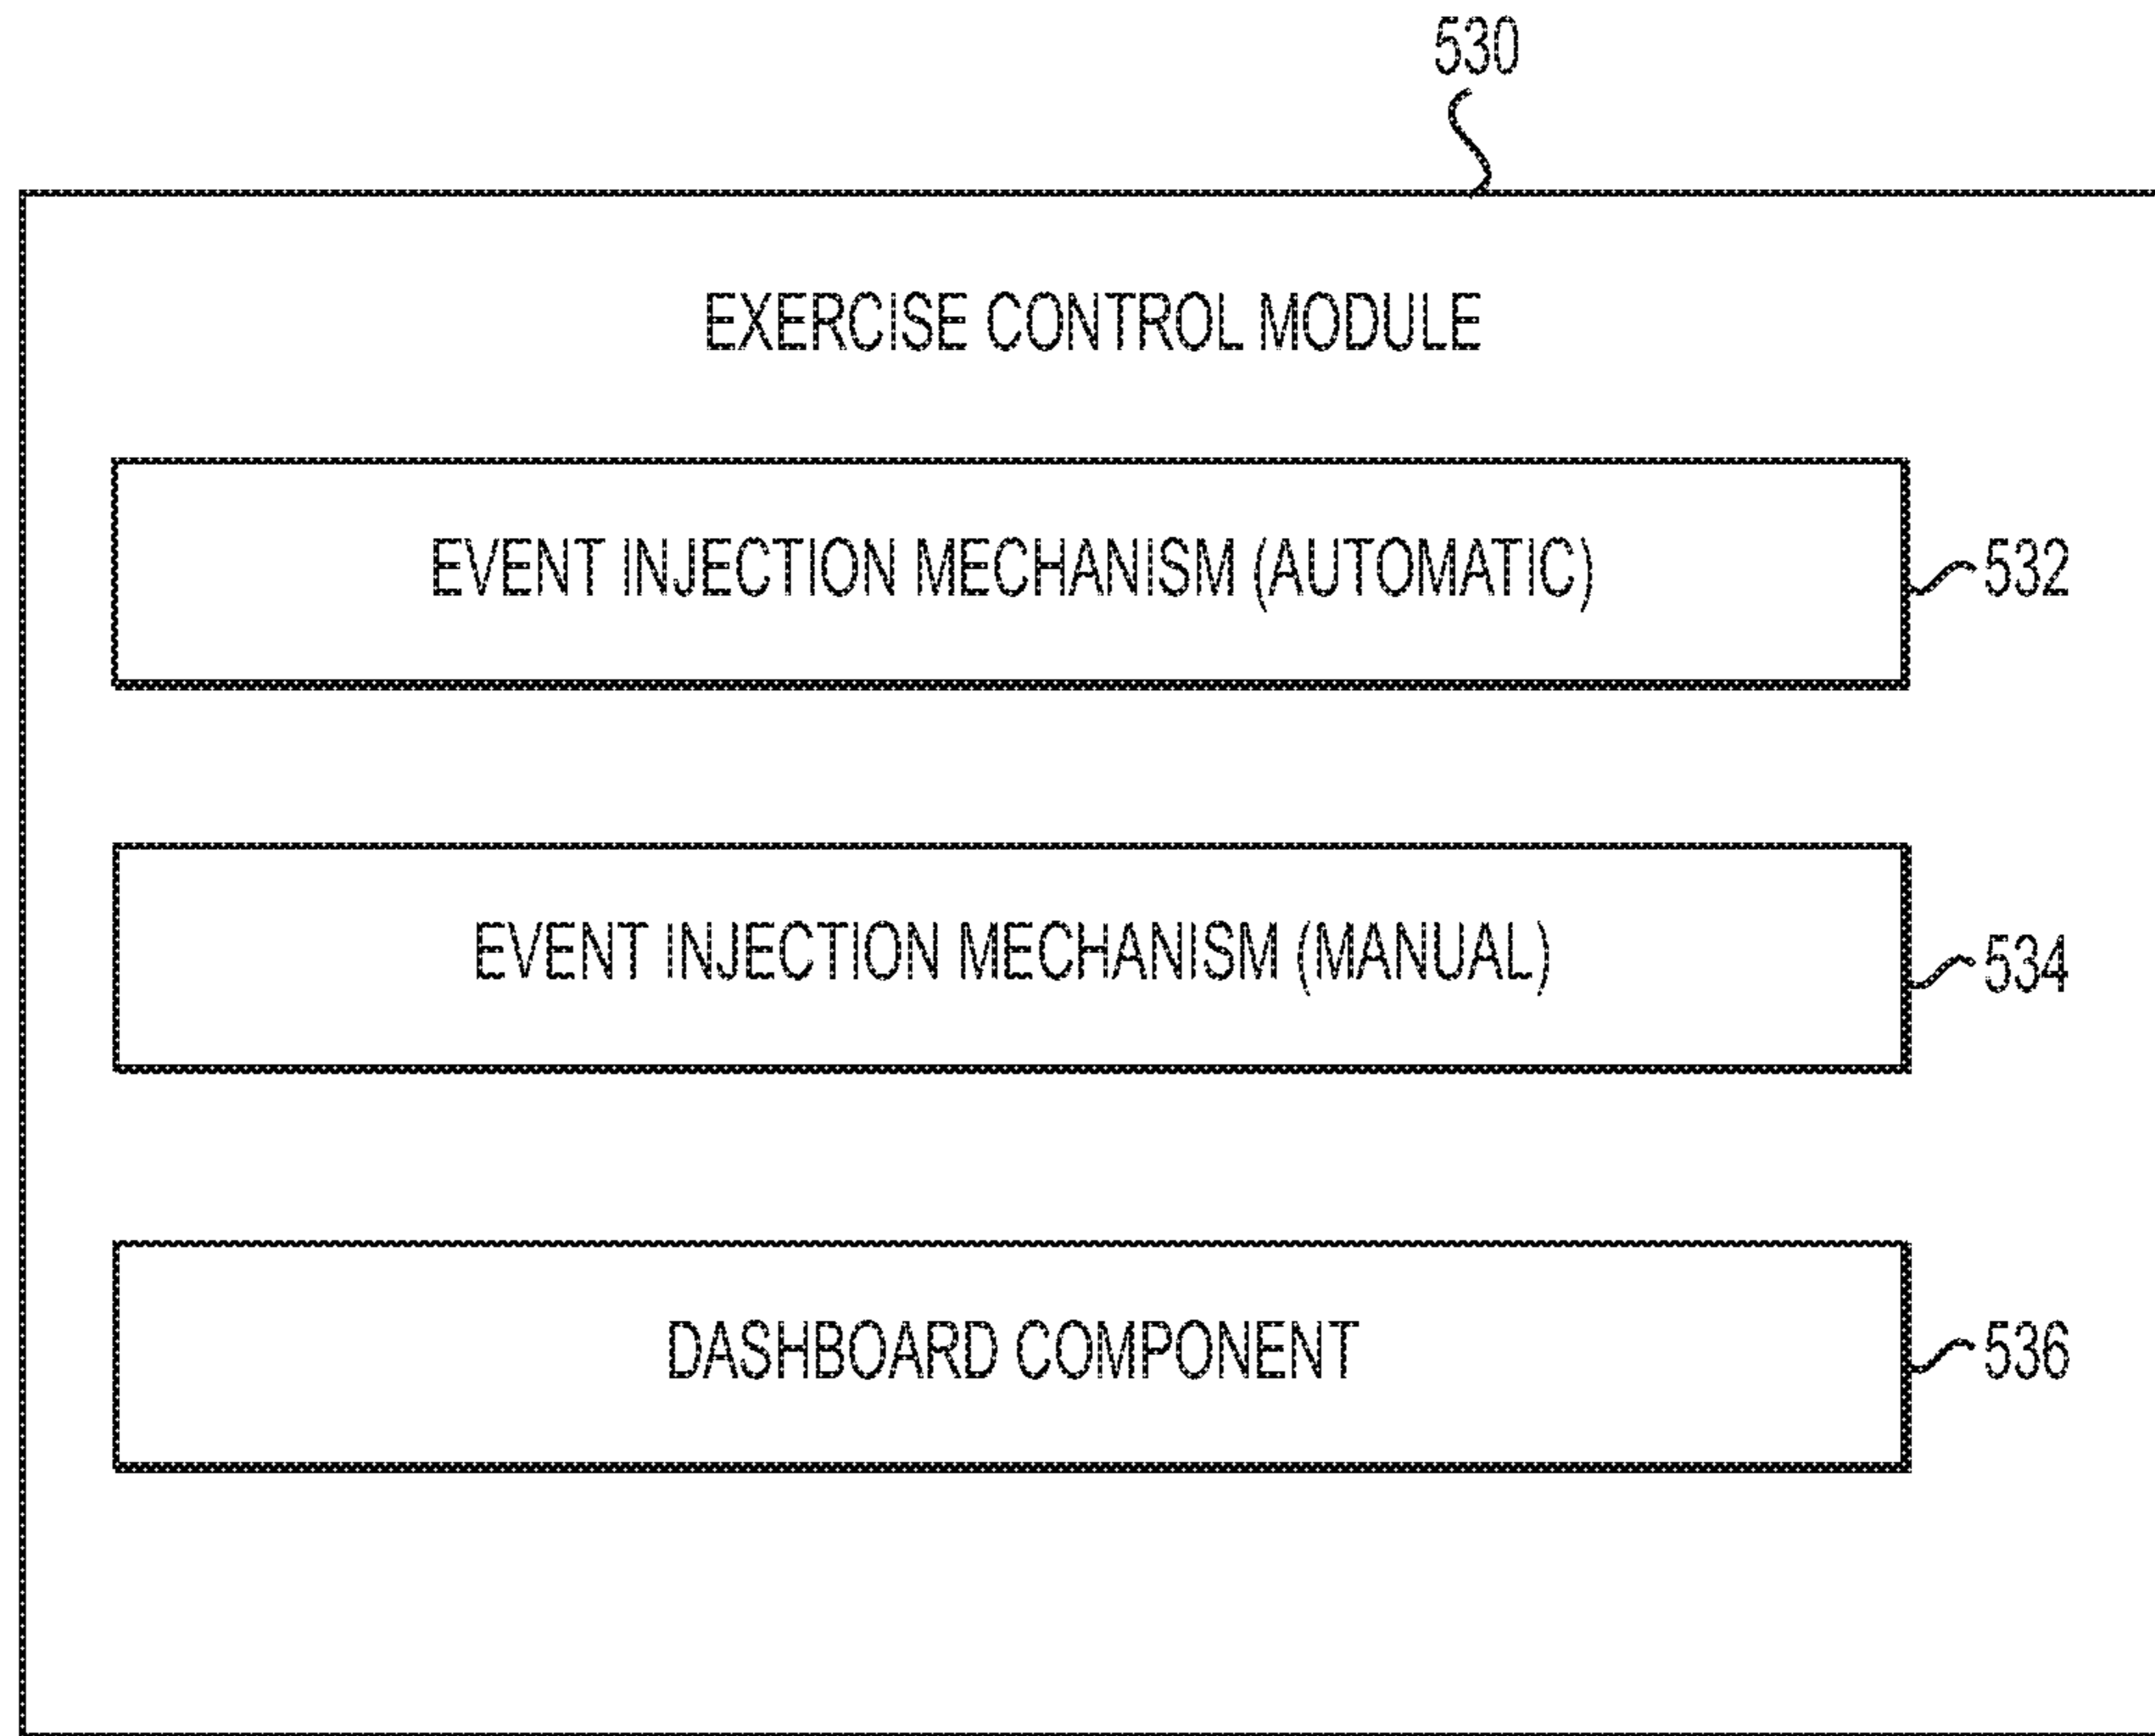 530
EXERCISE CONTROL MODULE
EVENT INJECTION MECHANISM (AUTOMATIC)
532
EVENT INJECTION MECHANISM (MANUAL)
534
DASHBOARD COMPONENT
536